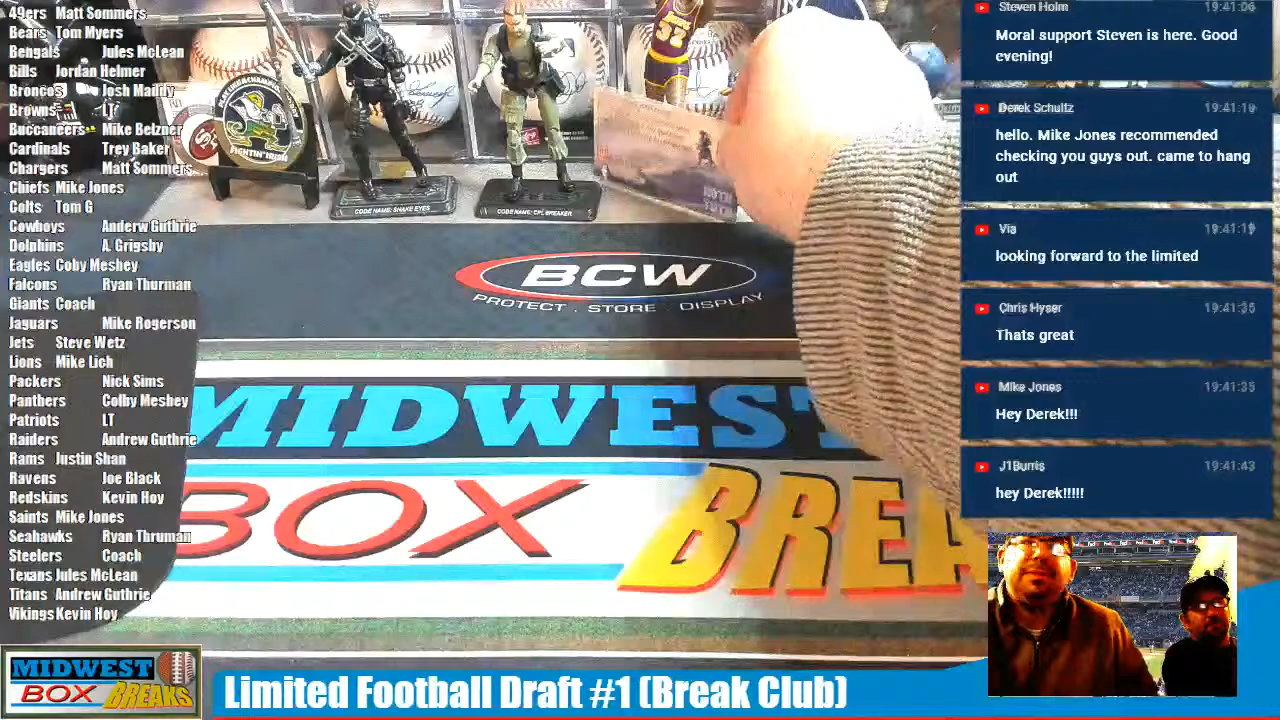 49ers Matt Sommers
Bears Tom Myers
Bengals Jules McLean
Bills Jordan Helmer
Broncos Josh Maddy
Browns LT
Buccaneers Mike Belzner
Cardinals Trey Baker
Chargers Matt Sommers
Chiefs Mike Jones
Colts Tom G
Cowboys Anderw Guthrie
Dolphins A. Grigsby
Eagles Coby Meshey
Falcons Ryan Thurman
Giants Coach
Jaguars Mike Rogerson
Jets Steve Wetz
Lions Mike Lich
Packers Nick Sims
Panthers Colby Meshey
Patriots LT
Raiders Andrew Guthrie
Rams Justin Shan
Ravens Joe Black
Redskins Kevin Hoy
Saints Mike Jones
Seahawks Ryan Thruman
Steelers Coach
Texans Jules McLean
Titans Andrew Guthrie
Vikings Kevin Hoy
FIGHTIN' IRISH
CODE NAME: SNAKE EYES
CODE NAME: CPL BREAKER
32
BCW
PROTECT . STORE . DISPLAY
MIDWEST
BOX BREA
Steven Holm 19:41:06
Moral support Steven is here. Good
evening!
Derek Schultz
hello. Mike Jones recommended
checking you guys out. came to hang
out
Via
looking forward to the limited
Chris Hyser 19:41:35
Thats great
Mike Jones 19:41:35
Hey Derek!!!
J1Burris 19:41:43
hey Derek!!!!!
MIDWEST
BOX BREAKS
Limited Football Draft #1 (Break Club)